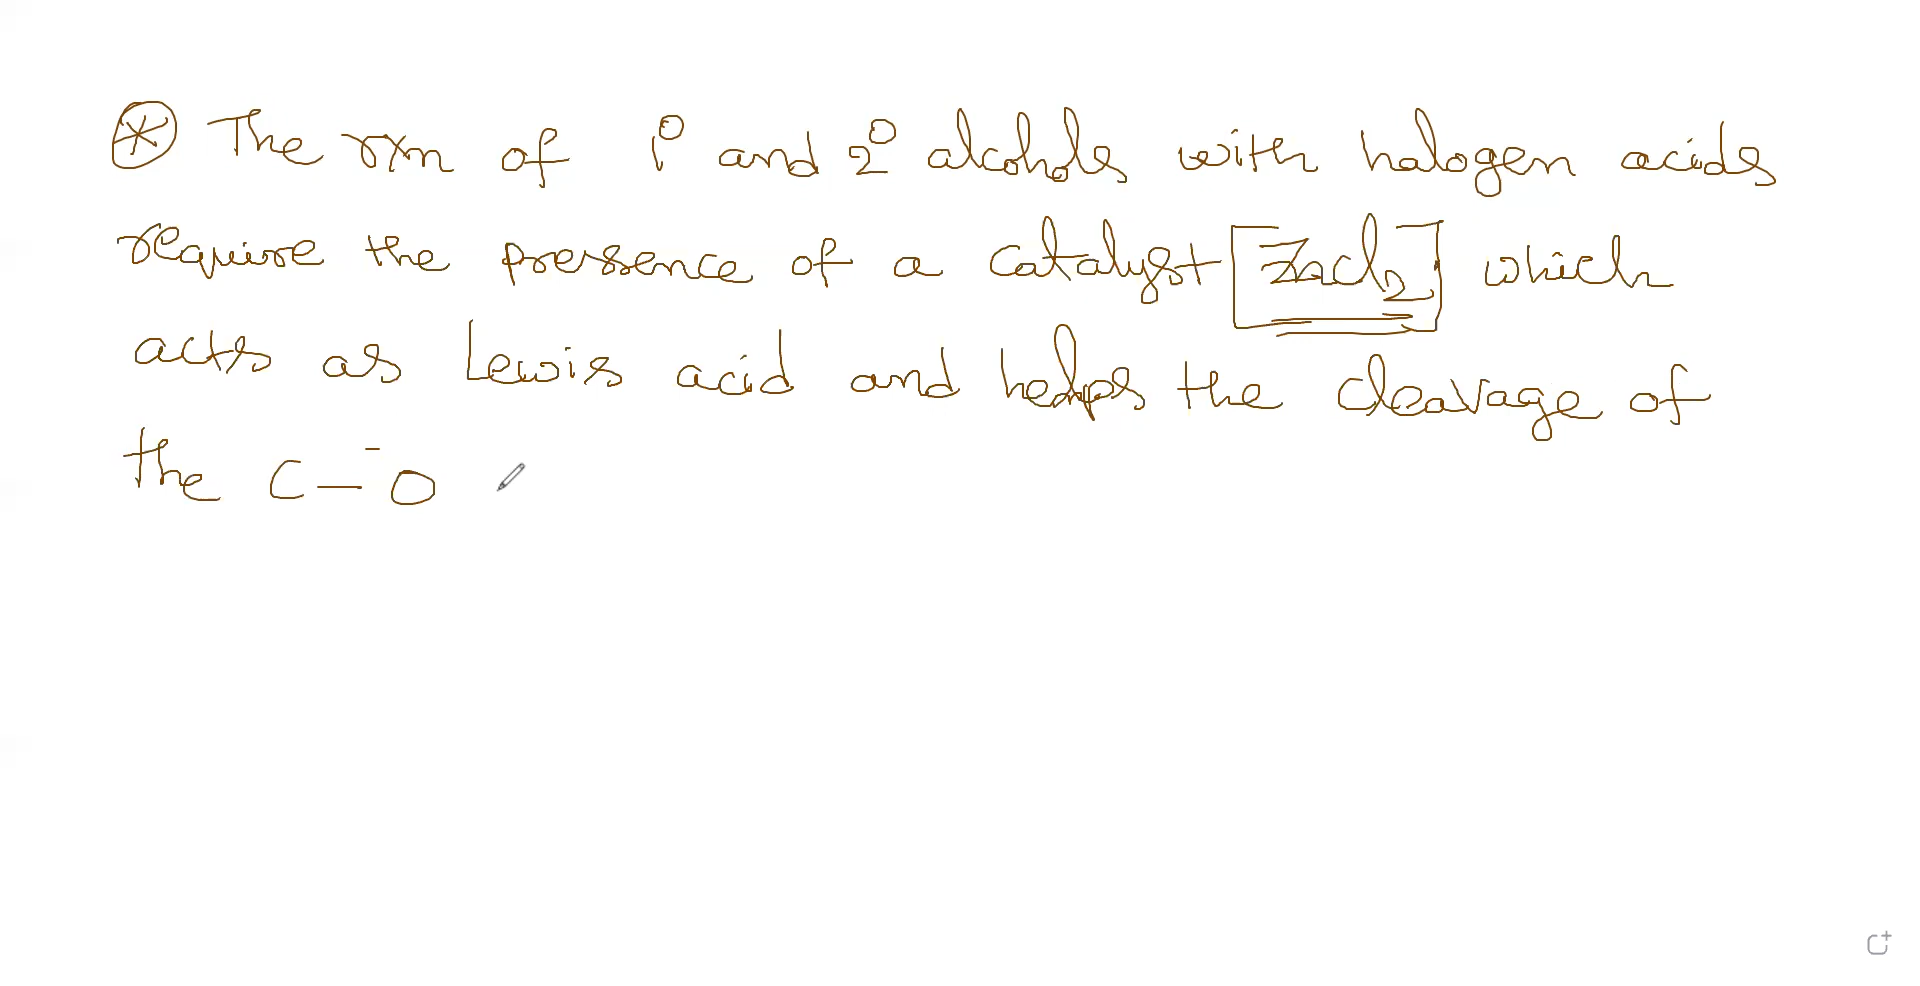 ⊛ The rxn of 1° and 2° alcohols with halogen acids
require the pressence of a catalyst [ZnCl₂] which
acts as Lewis acid and helps the cleavage of
the C – O